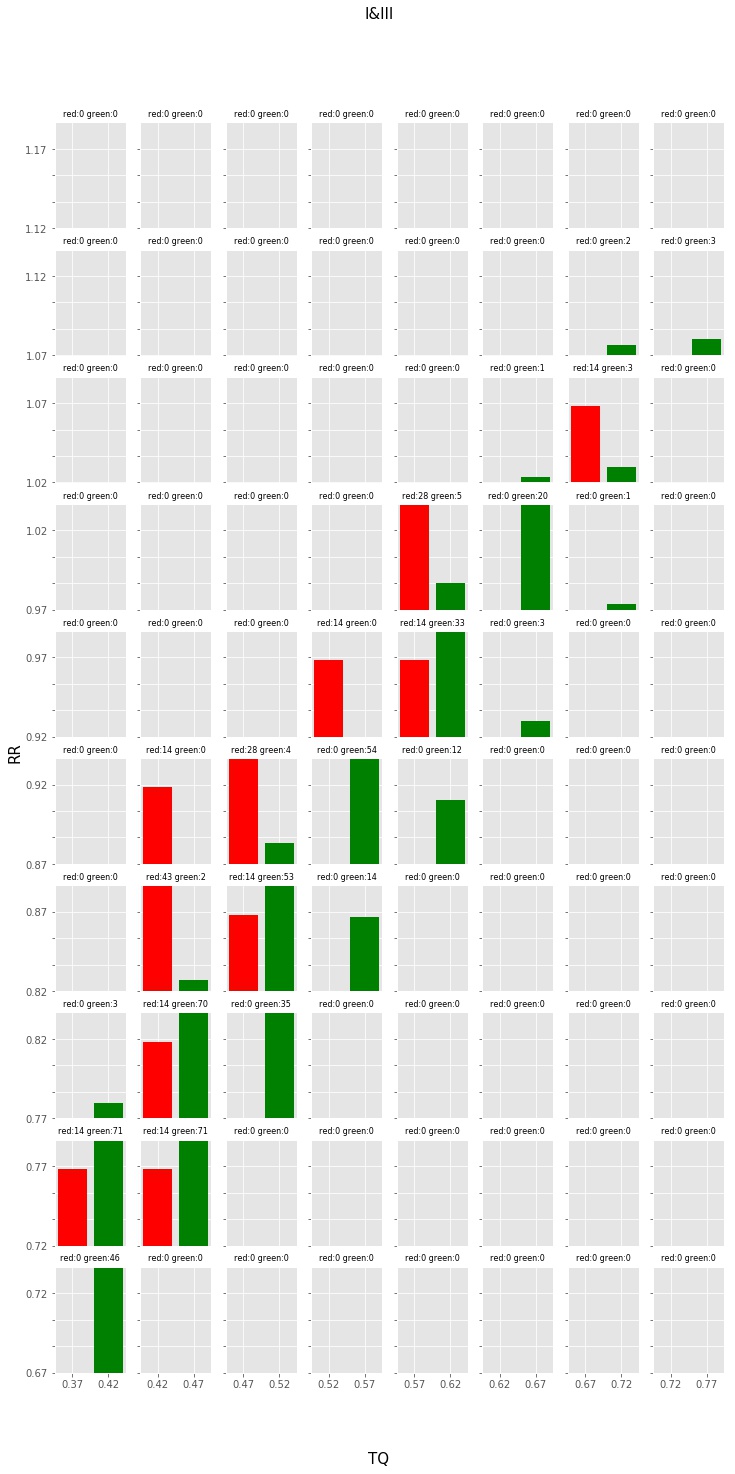 I&III
red:0 green:0 red:0 green:0 red:0 green:0 red:0 green:0 red:0 green:0 red:0 green:0 red:0 green:0 red:0 green:0
1.17
1.12
red:0 green:0 red:0 green:0 red:0 green:0 red:0 green:0 red:0 green:0 red:0 green:0 red:0 green:2 red:0 green:3
1.12
1.07
red:0 green:0 red:0 green:0 red:0 green:0 red:0 green:0 red:0 green:0 red:0 green:1 red:14 green:3 red:0 green:0
1.07
1.02
red:0 green:0 red:0 green:0 red:0 green:0 red:0 green:0 red:28 green:5 red:0 green:20 red:0 green:1 red:0 green:0
1.02
0.97
red:0 green:0 red:0 green:0 red:0 green:0 red:14 green:0 red:14 green:33 red:0 green:3 red:0 green:0 red:0 green:0
0.97
0.92
RR
red:0 green:0 red:14 green:0 red:28 green:4 red:0 green:54 red:0 green:12 red:0 green:0 red:0 green:0 red:0 green:0
0.92
0.87
red:0 green:0 red:43 green:2 red:14 green:53 red:0 green:14 red:0 green:0 red:0 green:0 red:0 green:0 red:0 green:0
0.87
0.82
red:0 green:3 red:14 green:70 red:0 green:35 red:0 green:0 red:0 green:0 red:0 green:0 red:0 green:0 red:0 green:0
0.82
0.77
red:14 green:71 red:14 green:71 red:0 green:0 red:0 green:0 red:0 green:0 red:0 green:0 red:0 green:0 red:0 green:0
0.77
0.72
red:0 green:46 red:0 green:0 red:0 green:0 red:0 green:0 red:0 green:0 red:0 green:0 red:0 green:0 red:0 green:0
0.72
0.67
0.37 0.42 0.42 0.47 0.47 0.52 0.52 0.57 0.57 0.62 0.62 0.67 0.67 0.72 0.72 0.77
TQ